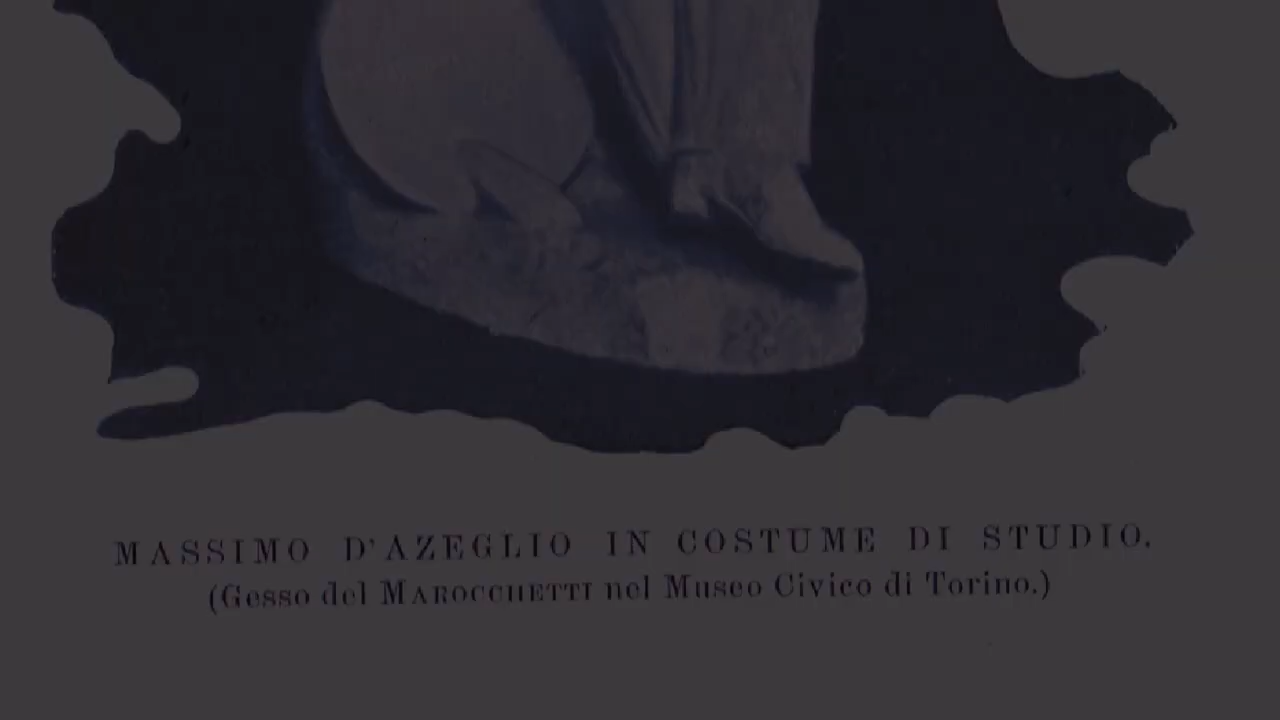 MASSIMO D'AZEGLIO IN COSTUME DI STUDIO.
(Gesso del MAROCCHETTI nel Museo Civico di Torino.)